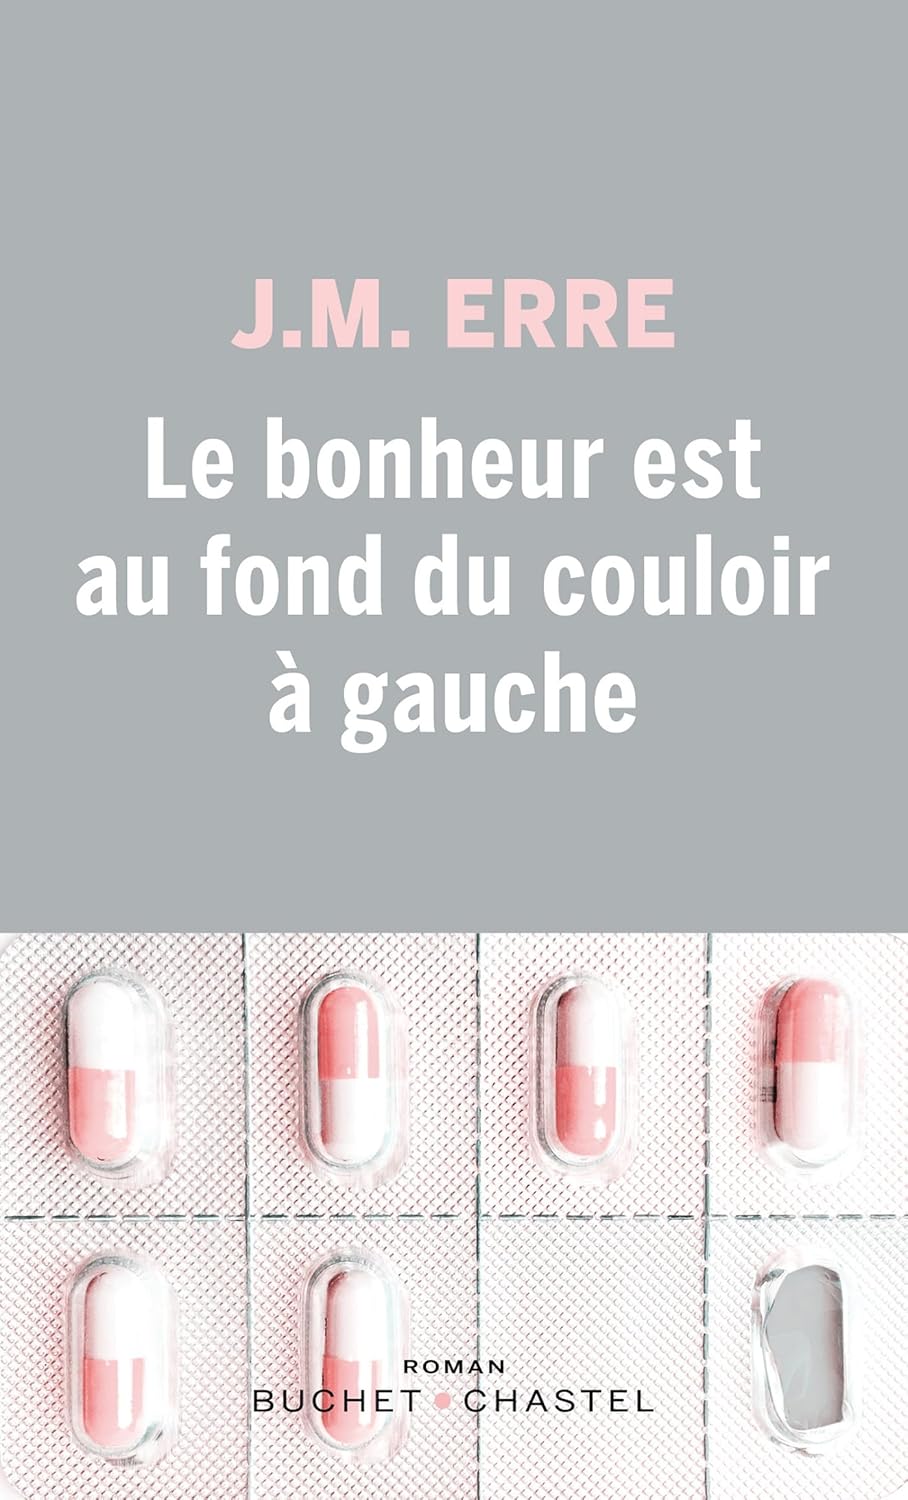 J.M. ERRE
Le bonheur est
au fond du couloir
à gauche
ROMAN
BUCHET • CHASTEL